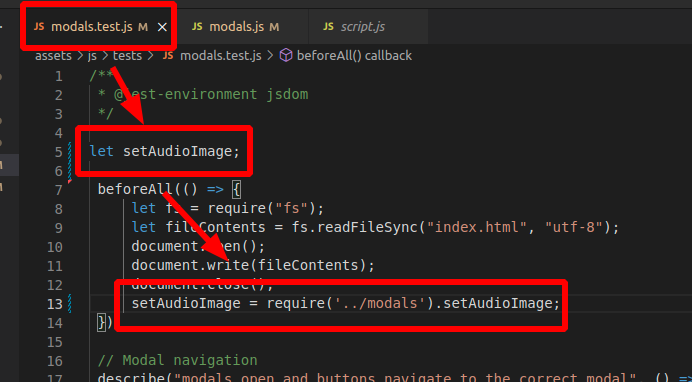 JS modals.test.js M × JS modals.js M JS script.js
assets > js > tests > JS modals.test.js > beforeAll() callback
1 /**
2 * @ est-environment jsdom
3 */
4
5 let setAudioImage;
6
7 beforeAll(() => {
8 let fs = require("fs");
9 let fileContents = fs.readFileSync("index.html", "utf-8");
10 document. en();
11 document.write(fileContents);
12 document.close();
13 setAudioImage = require('../modals').setAudioImage;
14 })
15
16 // Modal navigation
17 describe("modals open and buttons navigate to the correct modal", () =>
M
M